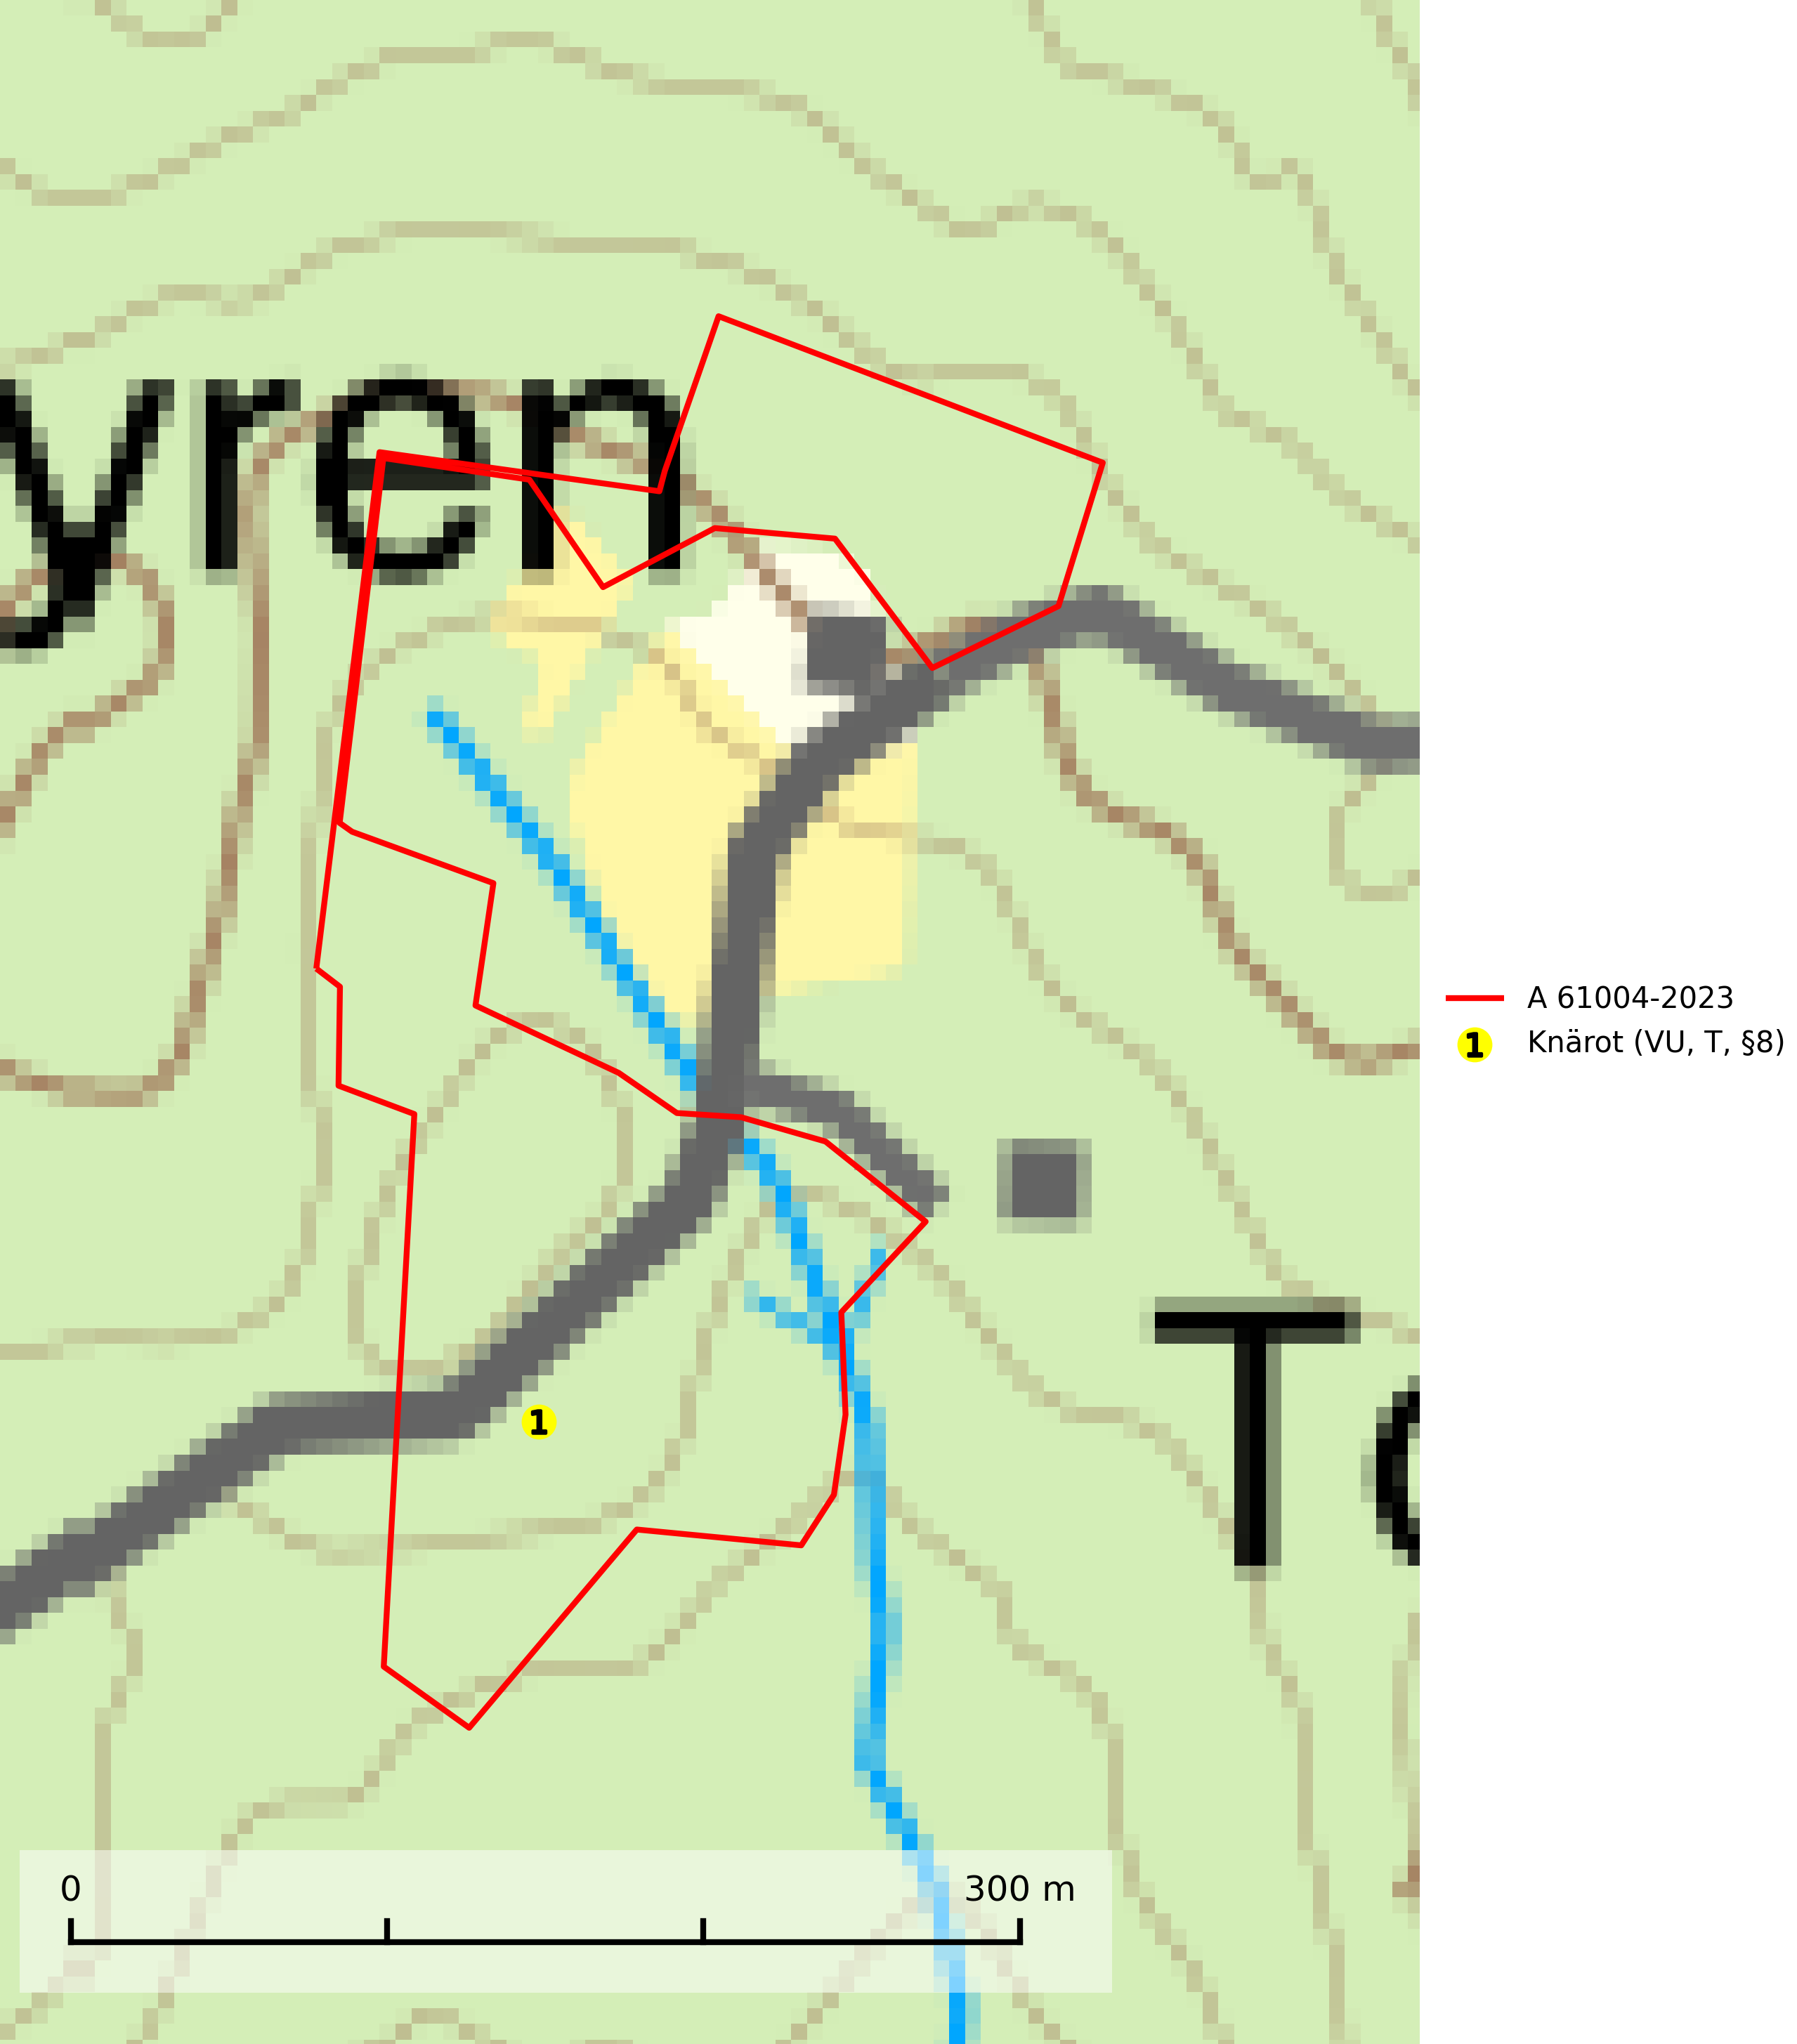 yren
A 61004-2023
1 Knärot (VU, T, §8)
1
T
0 300 m